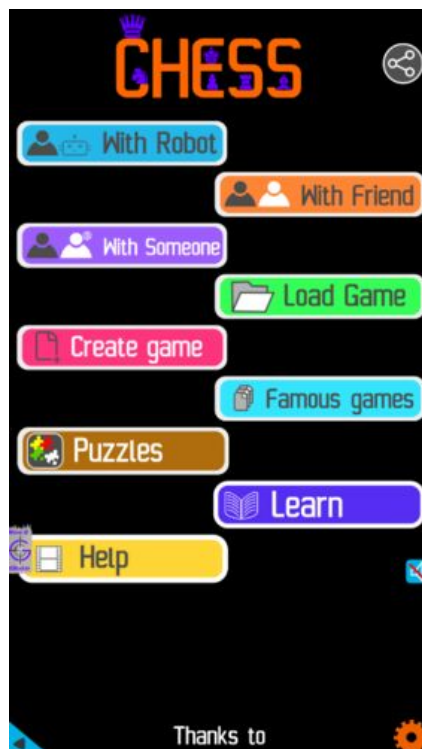 CHESS
With Robot
With Friend
With Someone
Load Game
Create game
Famous games
Puzzles
Learn
Help
Thanks to